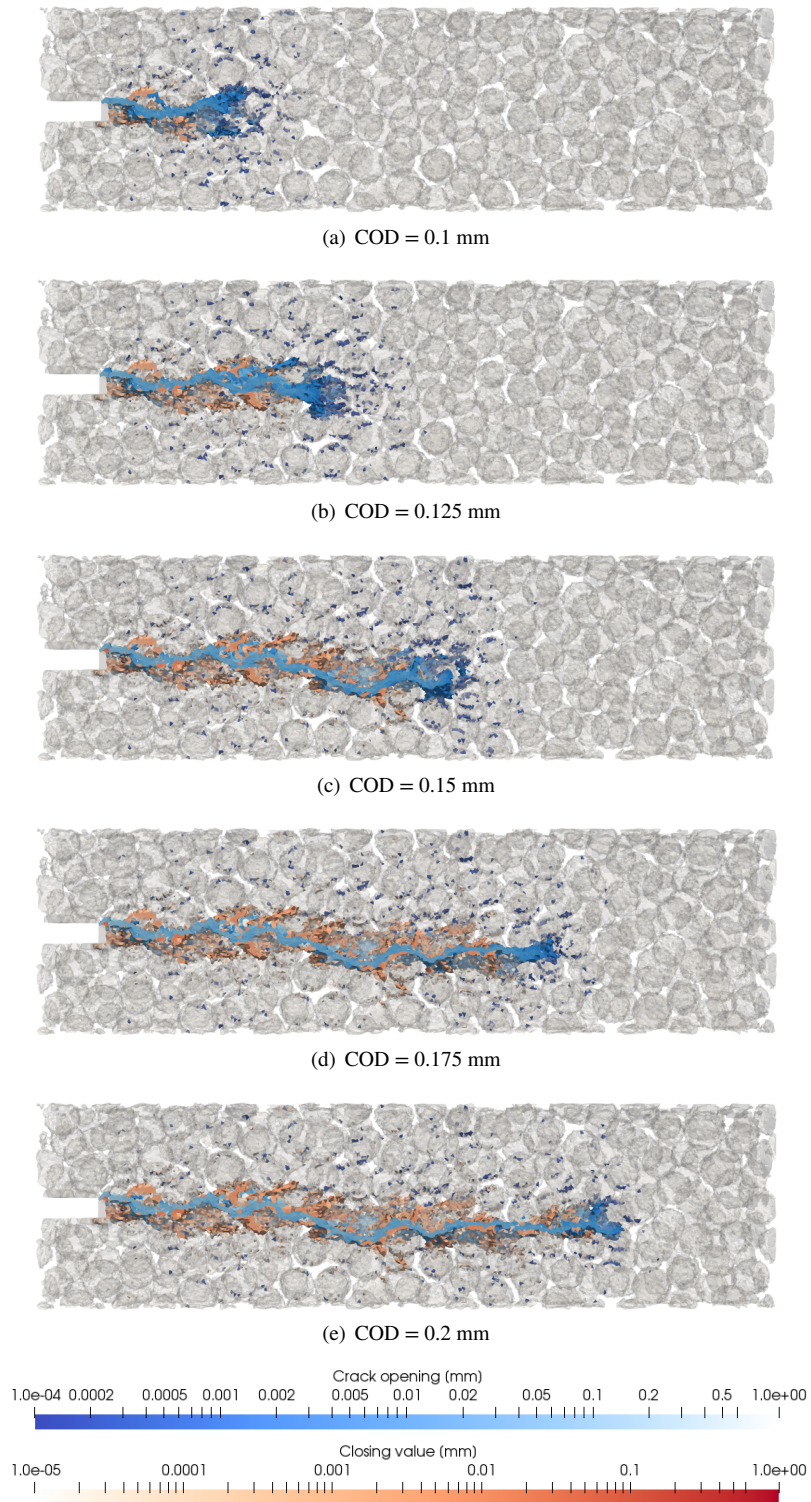 (a) COD = 0.1 mm
(b) COD = 0.125 mm
(c) COD = 0.15 mm
(d) COD = 0.175 mm
(e) COD = 0.2 mm
Crack opening (mm)
1.0e-04 0.0002 0.0005 0.001 0.002 0.005 0.01 0.02 0.05 0.1 0.2 0.5 1.0e+00
Closing value (mm)
1.0e-05 0.0001 0.001 0.01 0.1 1.0e+00